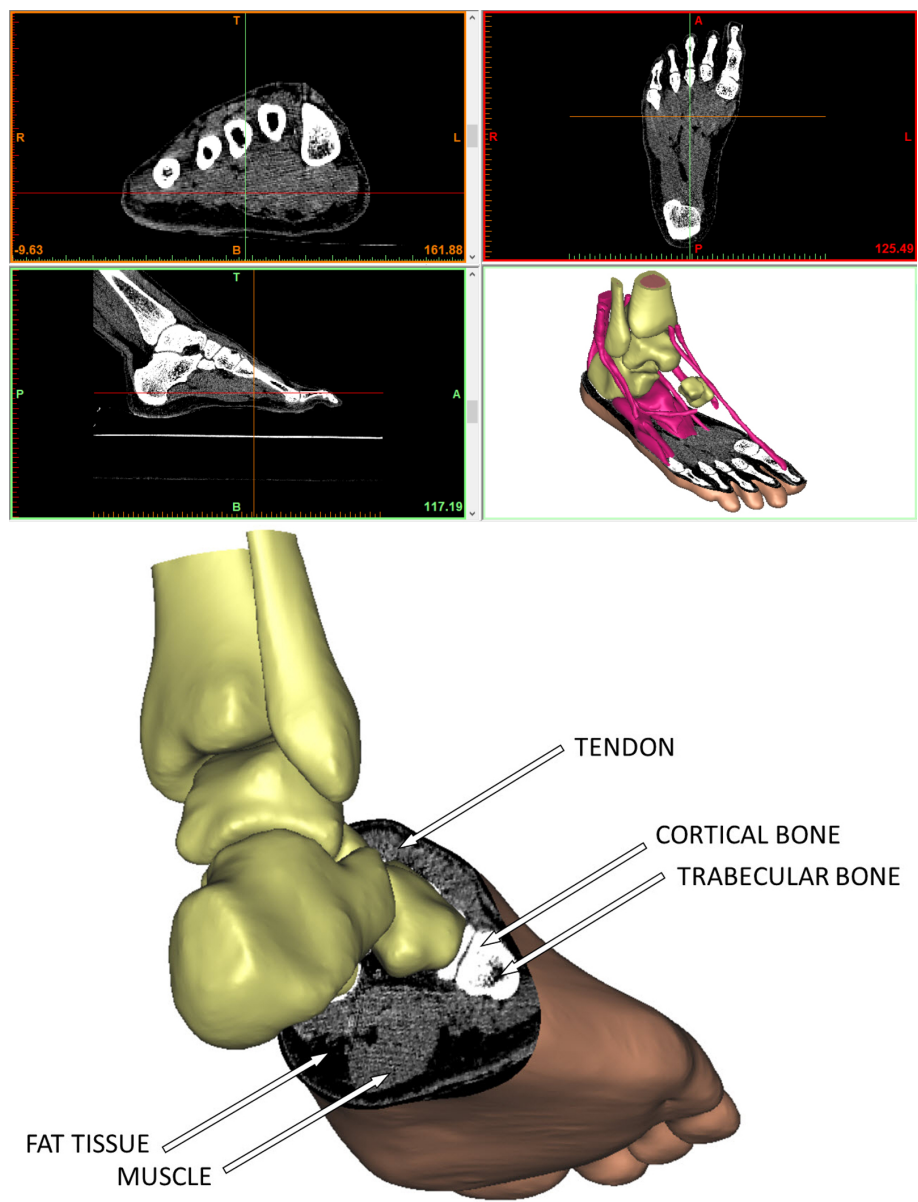 T
R
L
-9.63
B
161.88
A
R
L
P
125.49
T
P
A
B
117.19
TENDON
CORTICAL BONE
TRABECULAR BONE
FAT TISSUE
MUSCLE